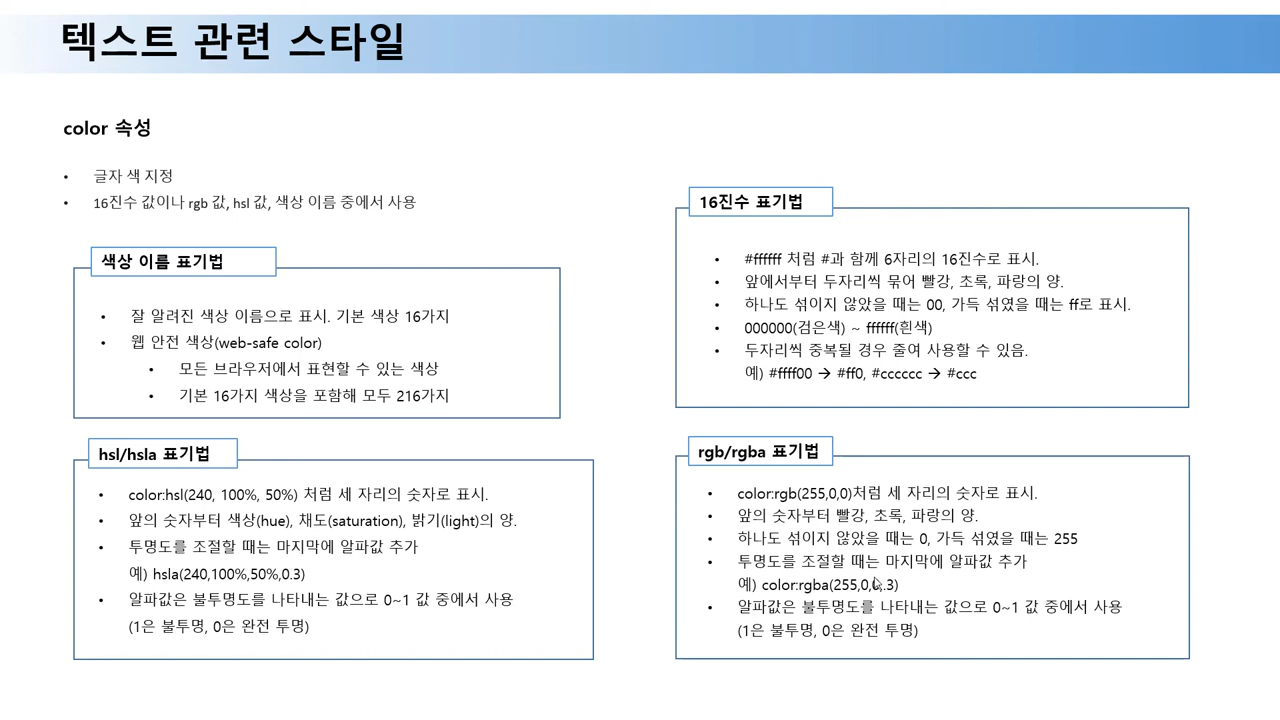 텍스트 관련 스타일
color 속성
• 글자 색 지정
• 16진수 값이나 rgb 값, hsl 값, 색상 이름 중에서 사용
색상 이름 표기법
• 잘 알려진 색상 이름으로 표시. 기본 색상 16가지
• 웹 안전 색상(web-safe color)
• 모든 브라우저에서 표현할 수 있는 색상
• 기본 16가지 색상을 포함해 모두 216가지
hsl/hsla 표기법
• color:hsl(240, 100%, 50%) 처럼 세 자리의 숫자로 표시.
• 앞의 숫자부터 색상(hue), 채도(saturation), 밝기(light)의 양.
• 투명도를 조절할 때는 마지막에 알파값 추가
예) hsla(240,100%,50%,0.3)
• 알파값은 불투명도를 나타내는 값으로 0~1 값 중에서 사용
(1은 불투명, 0은 완전 투명)
16진수 표기법
• #ffffff 처럼 #과 함께 6자리의 16진수로 표시.
• 앞에서부터 두자리씩 묶어 빨강, 초록, 파랑의 양.
• 하나도 섞이지 않았을 때는 00, 가득 섞였을 때는 ff로 표시.
• 000000(검은색) ~ ffffff(흰색)
• 두자리씩 중복될 경우 줄여 사용할 수 있음.
예) #ffff00 → #ff0, #cccccc → #ccc
rgb/rgba 표기법
• color:rgb(255,0,0)처럼 세 자리의 숫자로 표시.
• 앞의 숫자부터 빨강, 초록, 파랑의 양.
• 하나도 섞이지 않았을 때는 0, 가득 섞였을 때는 255
• 투명도를 조절할 때는 마지막에 알파값 추가
예) color:rgba(255,0,0,.3)
• 알파값은 불투명도를 나타내는 값으로 0~1 값 중에서 사용
(1은 불투명, 0은 완전 투명)